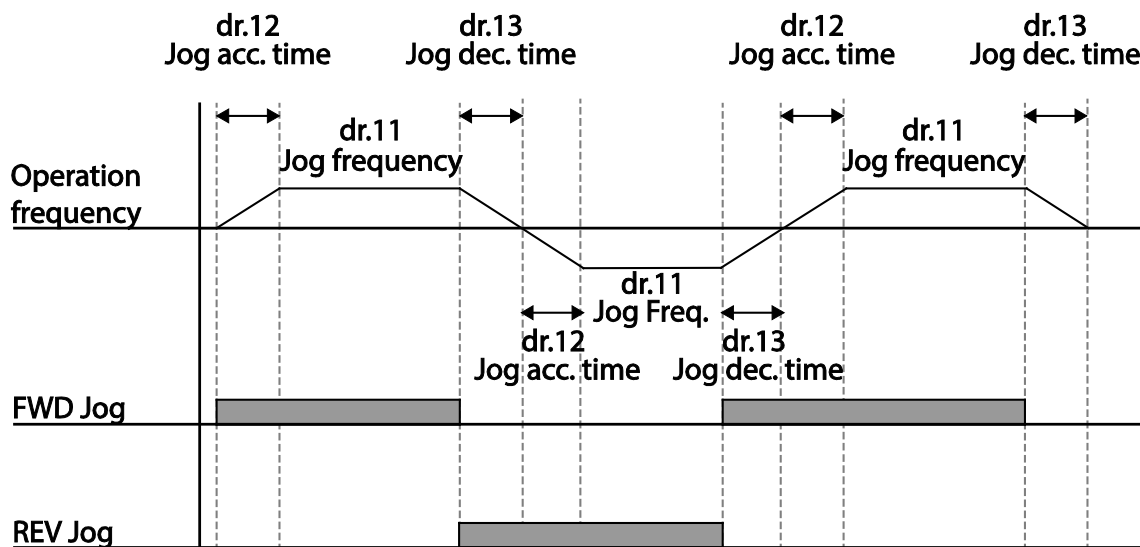 dr.12
Jog acc. time
dr.13
Jog dec. time
dr.12
Jog acc. time
dr.13
Jog dec. time
dr.11
Jog frequency
dr.11
Jog frequency
Operation
frequency
dr.11
Jog Freq.
dr.12
Jog acc. time
dr.13
Jog dec. time
FWD Jog
REV Jog